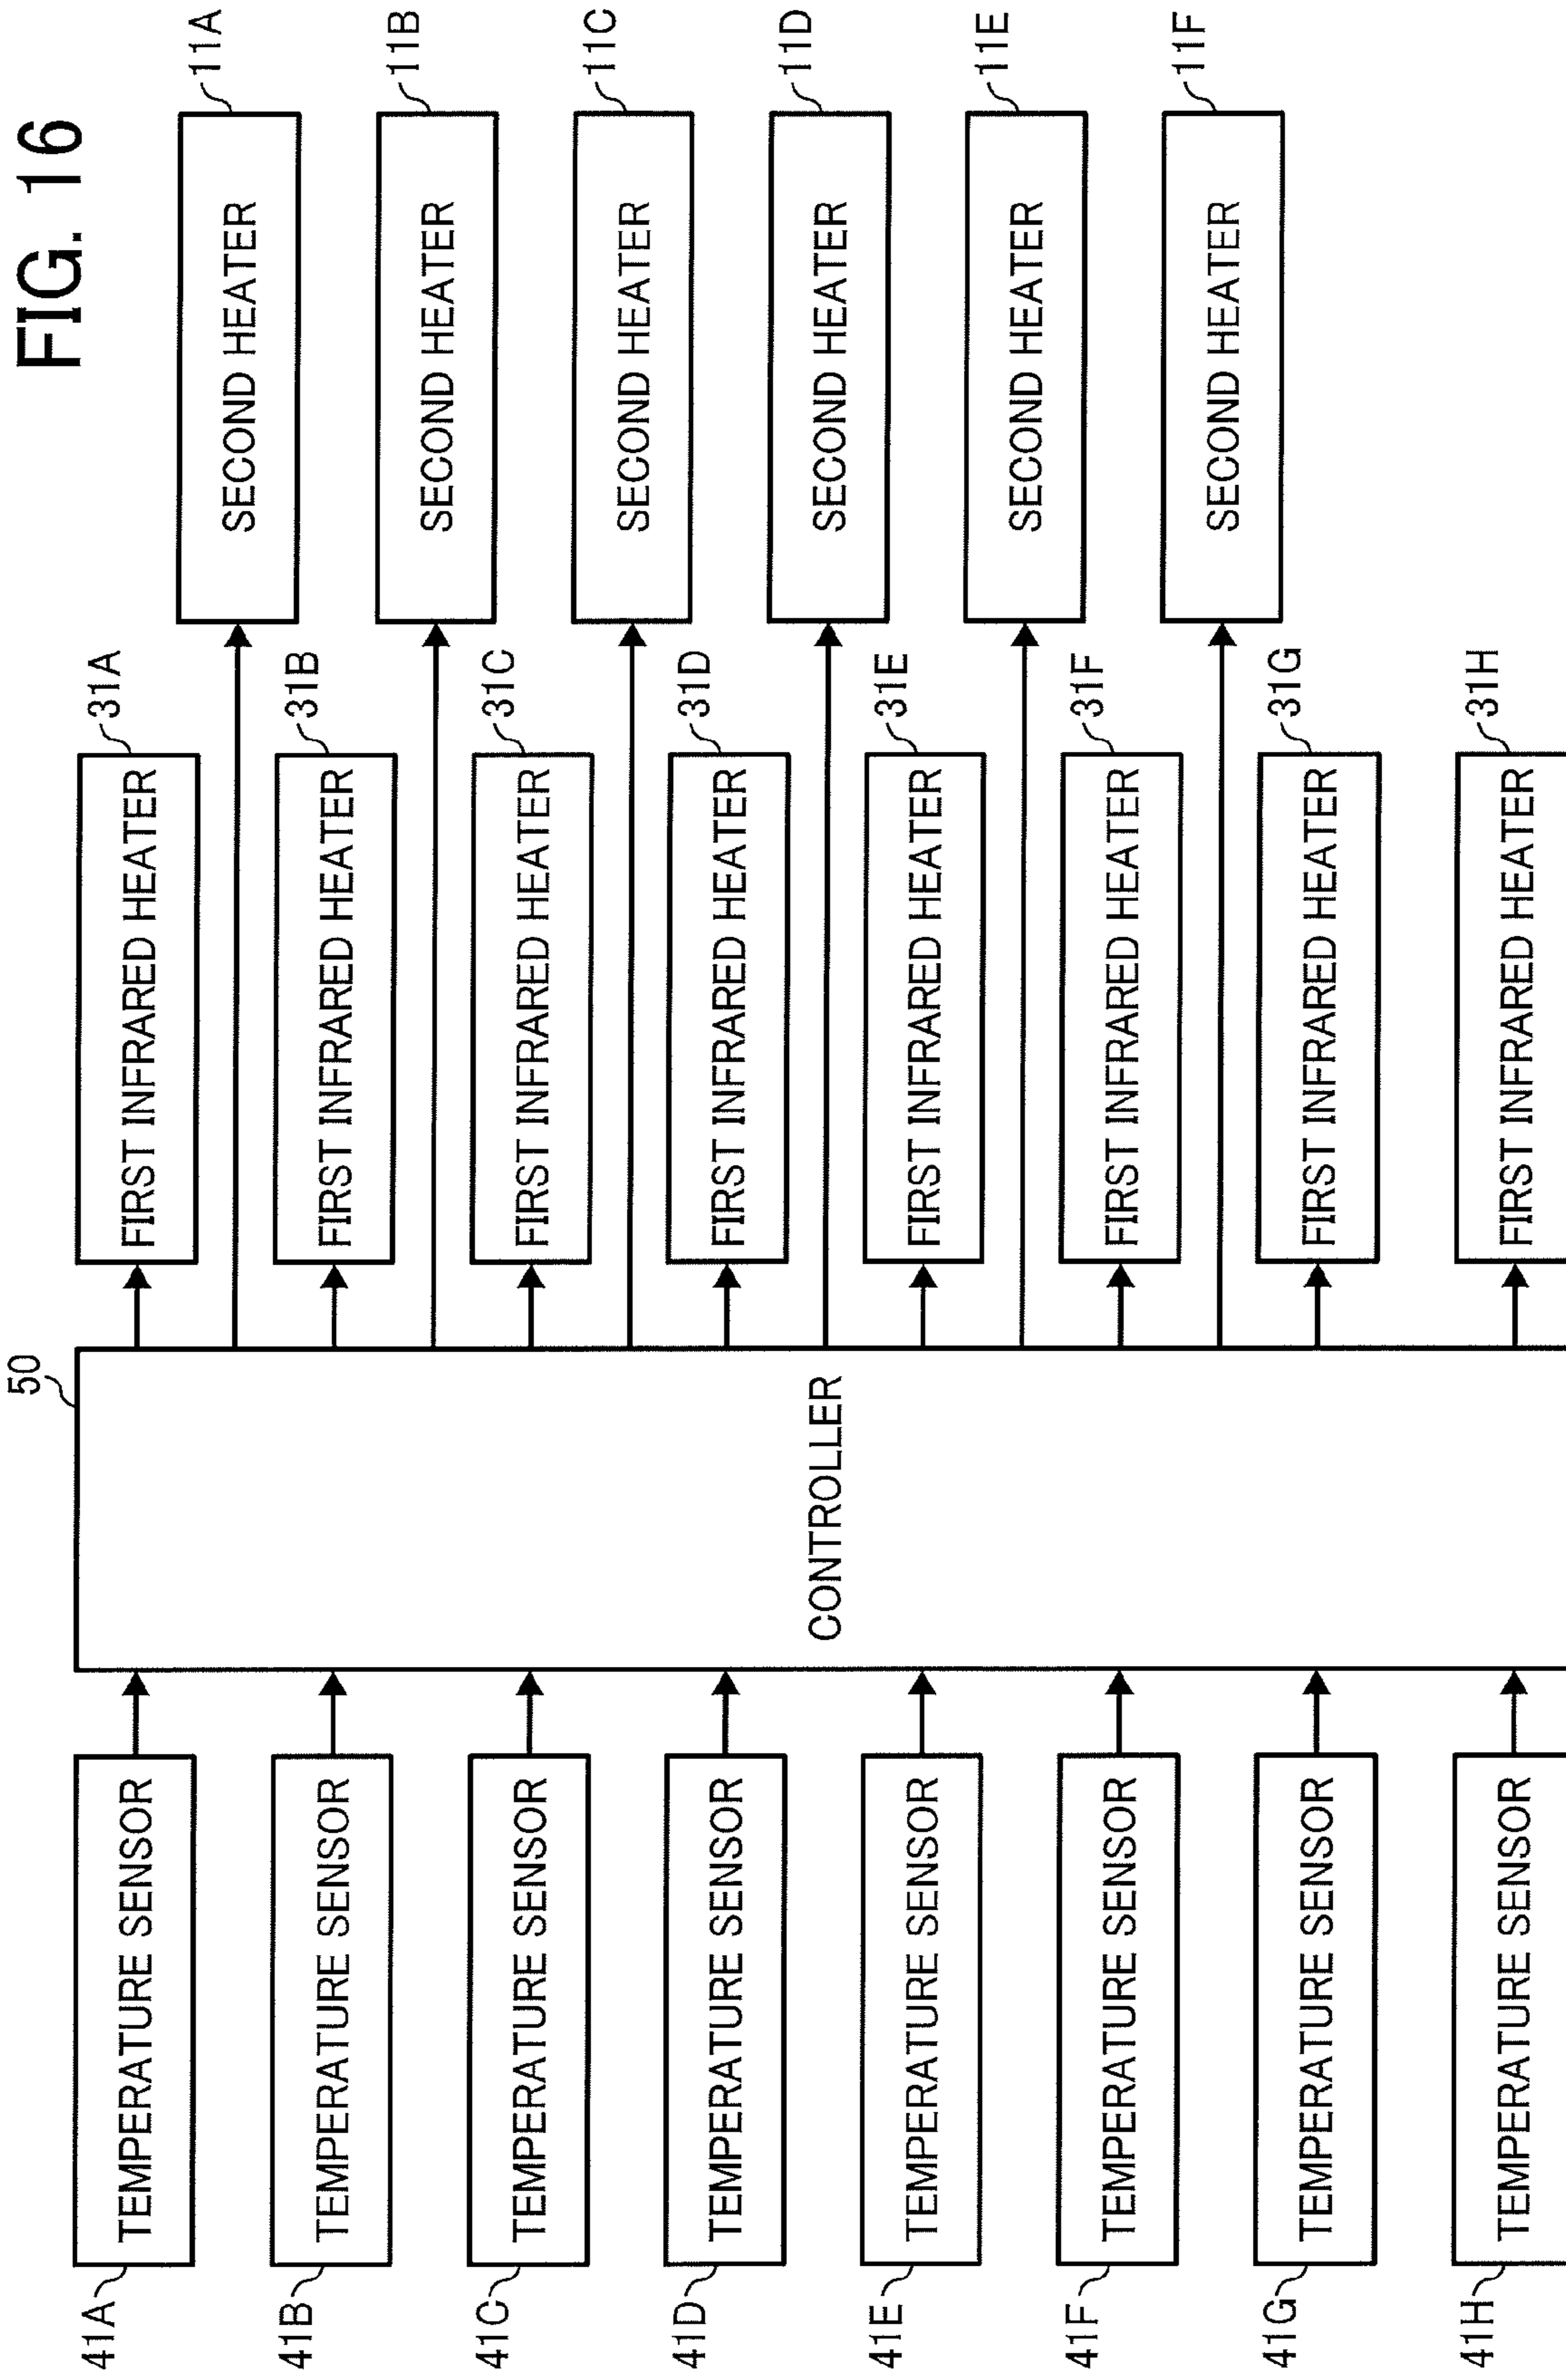 FIG. 16
50
41A
TEMPERATURE SENSOR
41B
TEMPERATURE SENSOR
41C
TEMPERATURE SENSOR
41D
TEMPERATURE SENSOR
41E
TEMPERATURE SENSOR
41F
TEMPERATURE SENSOR
41G
TEMPERATURE SENSOR
41H
TEMPERATURE SENSOR
CONTROLLER
31A
FIRST INFRARED HEATER
31B
FIRST INFRARED HEATER
31C
FIRST INFRARED HEATER
31D
FIRST INFRARED HEATER
31E
FIRST INFRARED HEATER
31F
FIRST INFRARED HEATER
31G
FIRST INFRARED HEATER
31H
FIRST INFRARED HEATER
11A
SECOND HEATER
11B
SECOND HEATER
11C
SECOND HEATER
11D
SECOND HEATER
11E
SECOND HEATER
11F
SECOND HEATER